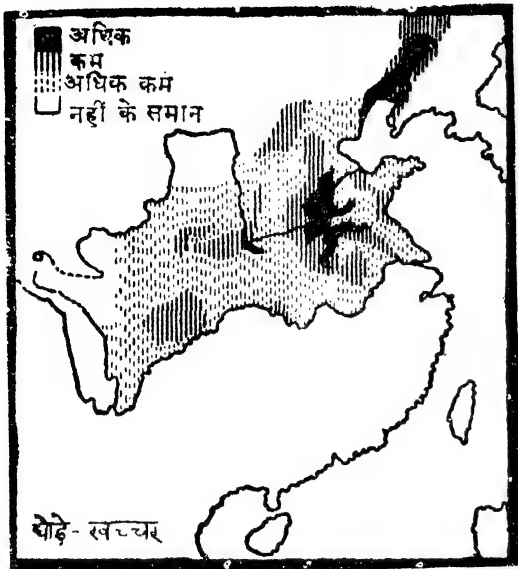 अधिक
कम
अधिक कम
नहीं के समान
घोड़े - खच्चर